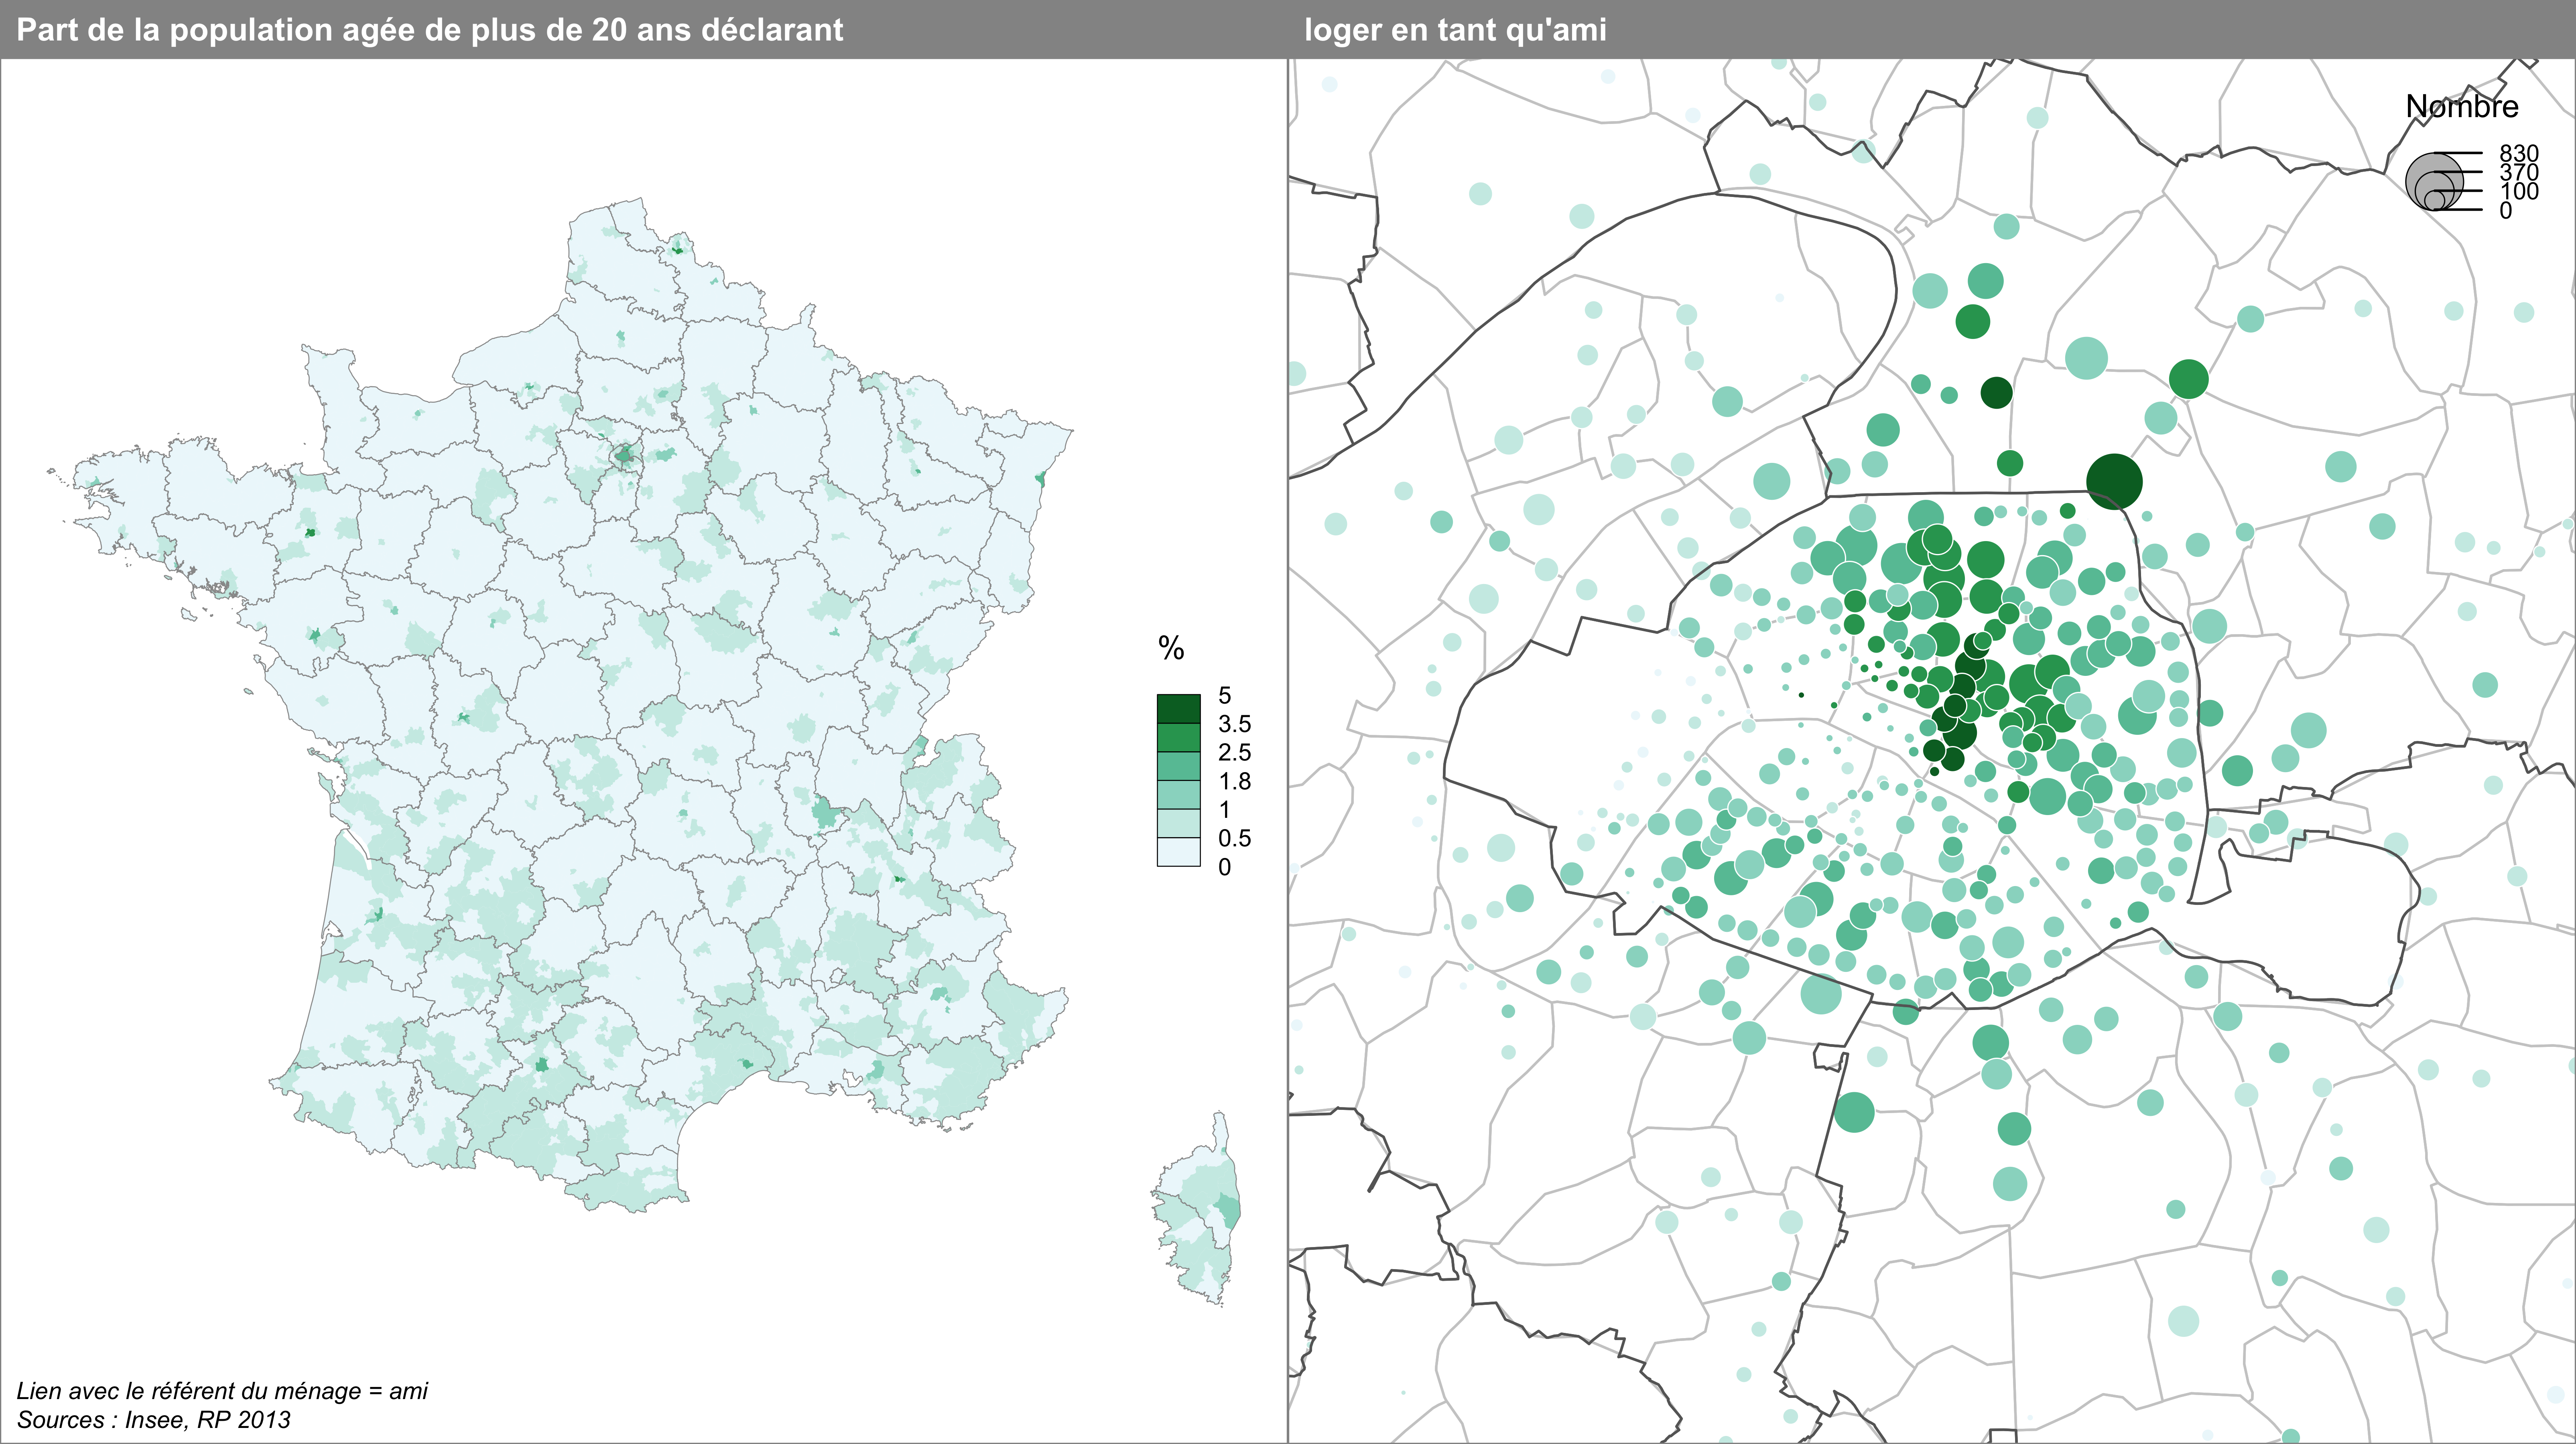 Part de la population agée de plus de 20 ans déclarant
loger en tant qu'ami
Nombre
830
370
100
0
%
5
3.5
2.5
1.8
1
0.5
0
Lien avec le référent du ménage = ami
Sources : Insee, RP 2013